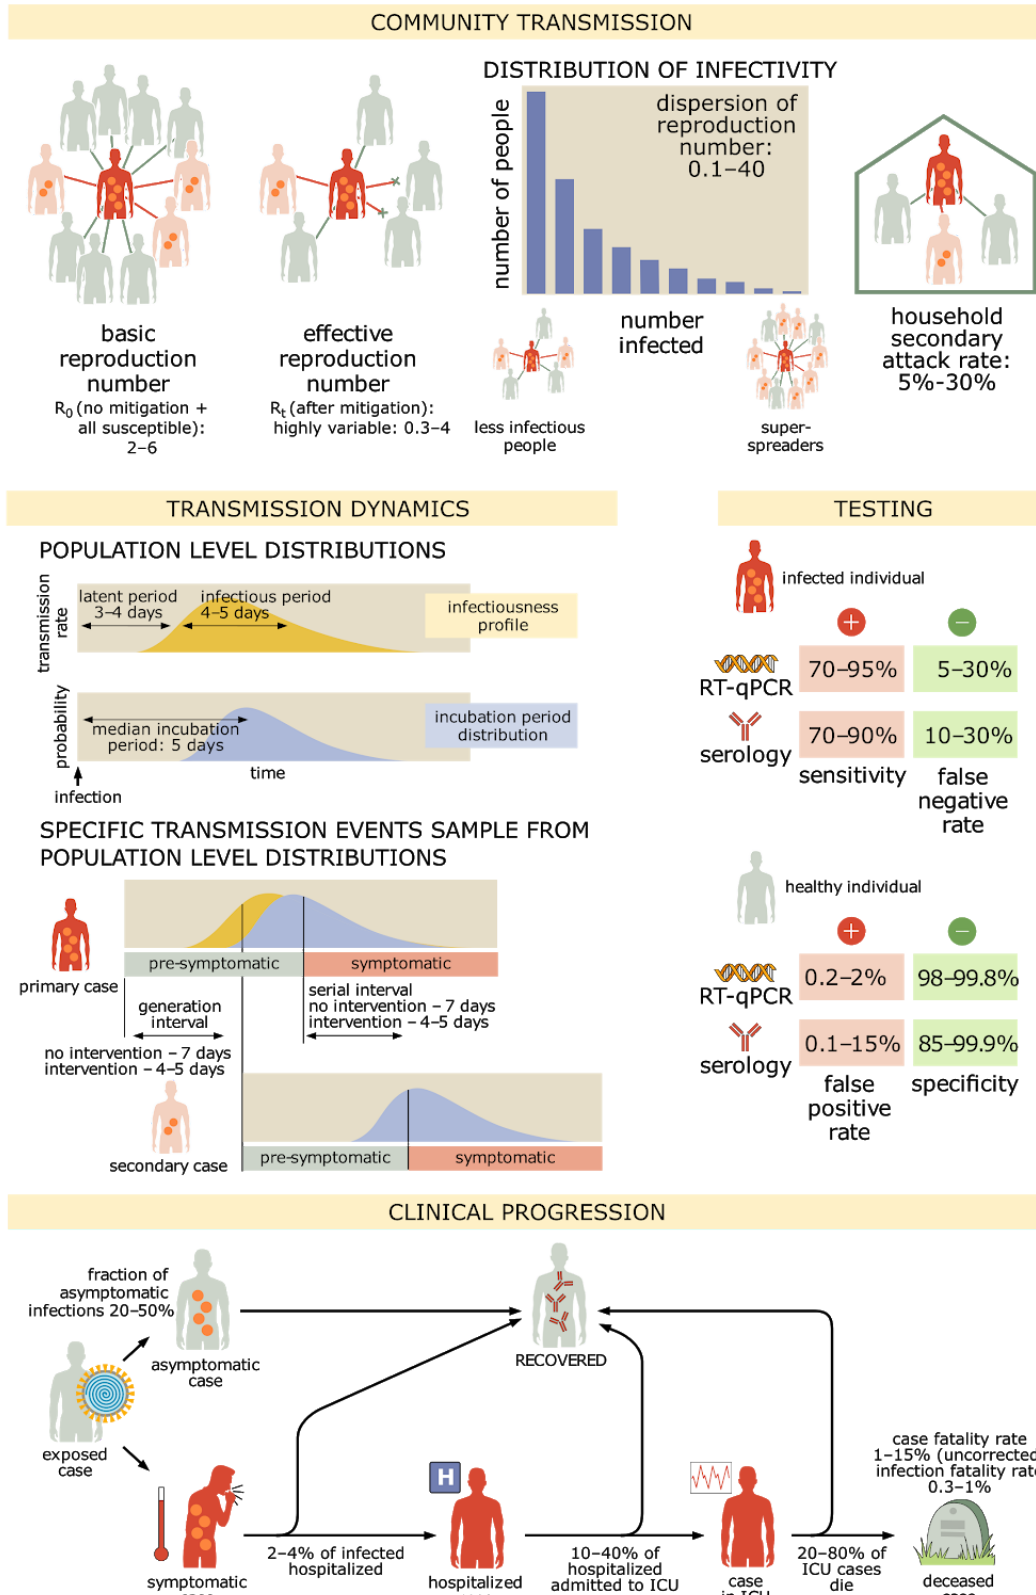 COMMUNITY TRANSMISSION
basic
reproduction
number
R₀ (no mitigation +
all susceptible):
2–6
effective
reproduction
number
Rₜ (after mitigation):
highly variable: 0.3–4
DISTRIBUTION OF INFECTIVITY
number of people
dispersion of
reproduction
number:
0.1–40
number
infected
less infectious
people
super-
spreaders
household
secondary
attack rate:
5%-30%
TRANSMISSION DYNAMICS
POPULATION LEVEL DISTRIBUTIONS
transmission
rate
latent period
3–4 days
infectious period
4–5 days
infectiousness
profile
probability
median incubation
period: 5 days
incubation period
distribution
time
infection
SPECIFIC TRANSMISSION EVENTS SAMPLE FROM
POPULATION LEVEL DISTRIBUTIONS
primary case
pre-symptomatic
symptomatic
generation
interval
no intervention – 7 days
intervention – 4–5 days
serial interval
no intervention – 7 days
intervention – 4–5 days
secondary case
pre-symptomatic
symptomatic
TESTING
infected individual
+
−
RT-qPCR
70–95%
5–30%
serology
70–90%
10–30%
sensitivity
false
negative
rate
healthy individual
+
−
RT-qPCR
0.2–2%
98–99.8%
serology
0.1–15%
85–99.9%
false
positive
rate
specificity
CLINICAL PROGRESSION
fraction of
asymptomatic
infections 20–50%
asymptomatic
case
RECOVERED
exposed
case
symptomatic
2–4% of infected
hospitalized
H
hospitalized
10–40% of
hospitalized
admitted to ICU
case
in ICU
20–80% of
ICU cases
die
case fatality rate
1–15% (uncorrected
infection fatality rate
0.3–1%
deceased